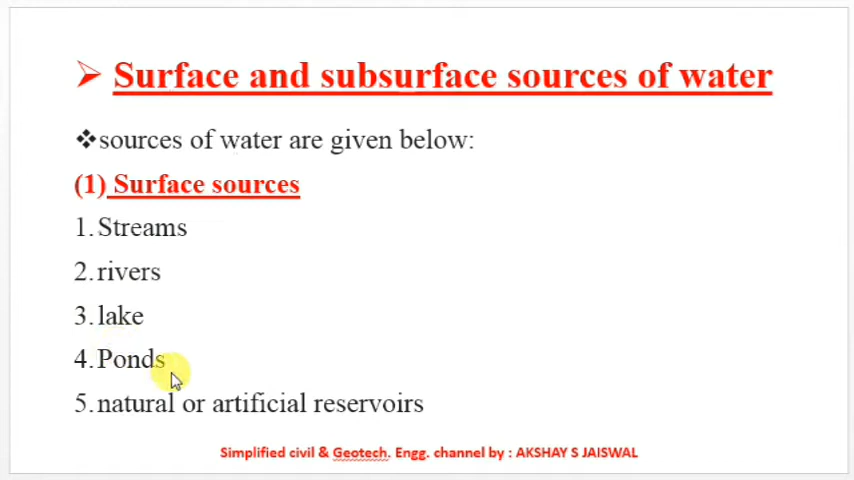 ➢ Surface and subsurface sources of water
❖sources of water are given below:
(1) Surface sources
1. Streams
2. rivers
3. lake
4. Ponds
5. natural or artificial reservoirs
Simplified civil & Geotech. Engg. channel by : AKSHAY S JAISWAL